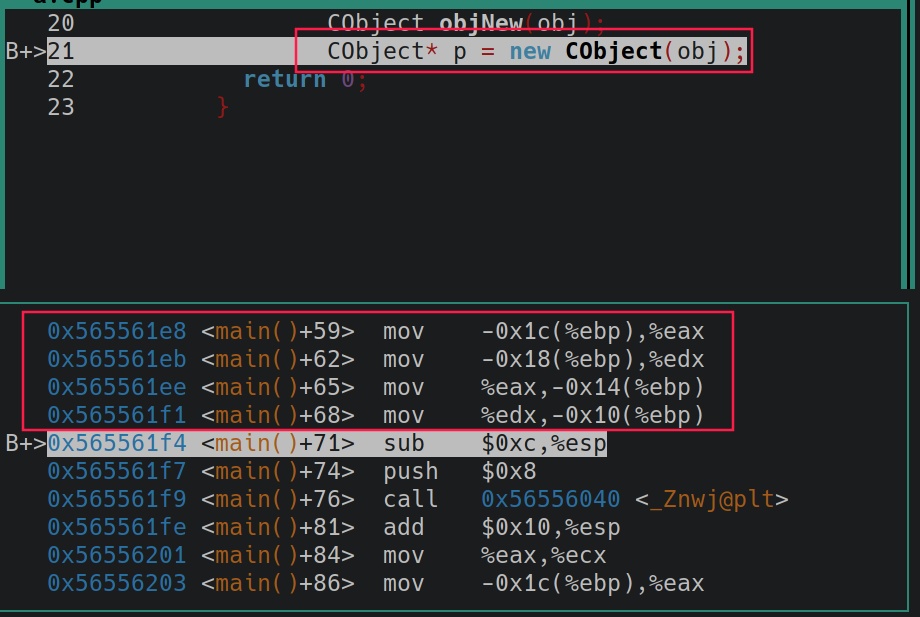 20 CObject objNew(obj);
B+>21 CObject* p = new CObject(obj);
22 return 0;
23 }
0x565561e8 <main()+59> mov -0x1c(%ebp),%eax
0x565561eb <main()+62> mov -0x18(%ebp),%edx
0x565561ee <main()+65> mov %eax,-0x14(%ebp)
0x565561f1 <main()+68> mov %edx,-0x10(%ebp)
B+>0x565561f4 <main()+71> sub $0xc,%esp
0x565561f7 <main()+74> push $0x8
0x565561f9 <main()+76> call 0x56556040 <_Znwj@plt>
0x565561fe <main()+81> add $0x10,%esp
0x56556201 <main()+84> mov %eax,%ecx
0x56556203 <main()+86> mov -0x1c(%ebp),%eax